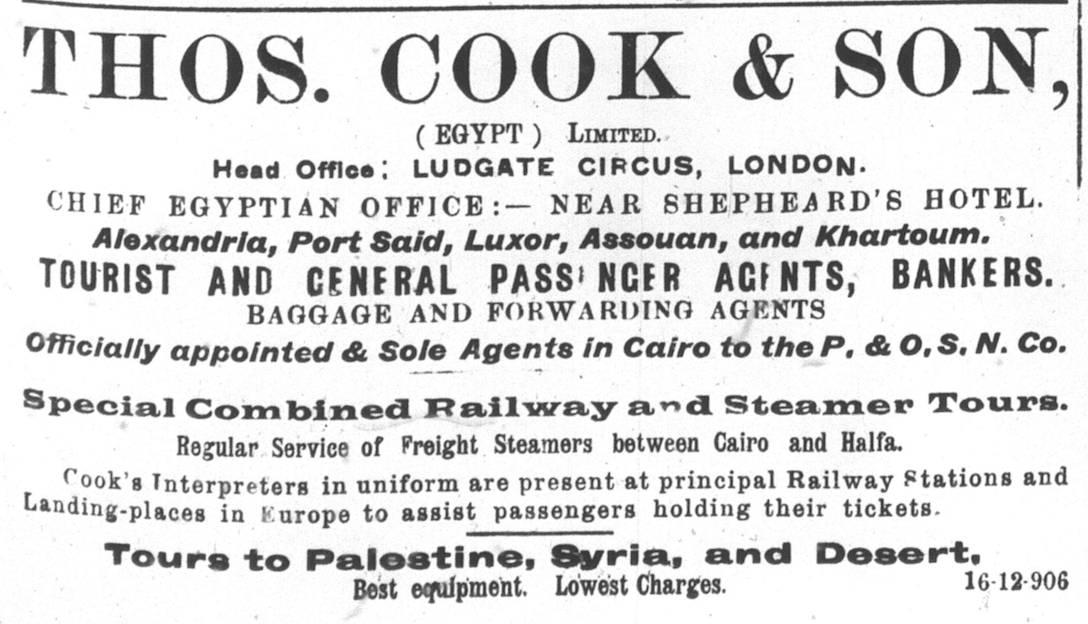 THOS. COOK & SON,
(EGYPT) LIMITED.
Head Office: LUDGATE CIRCUS, LONDON.
CHIEF EGYPTIAN OFFICE:— NEAR SHEPHEARD'S HOTEL.
Alexandria, Port Said, Luxor, Assouan, and Khartoum.
TOURIST AND GENERAL PASSENGER AGENTS, BANKERS.
BAGGAGE AND FORWARDING AGENTS
Officially appointed & Sole Agents in Cairo to the P. & O. S. N. Co.
Special Combined Railway and Steamer Tours.
Regular Service of Freight Steamers between Cairo and Halfa.
Cook's Interpreters in uniform are present at principal Railway Stations and
Landing-places in Europe to assist passengers holding their tickets.
Tours to Palestine, Syria, and Desert,
Best equipment. Lowest Charges.
16-12-906